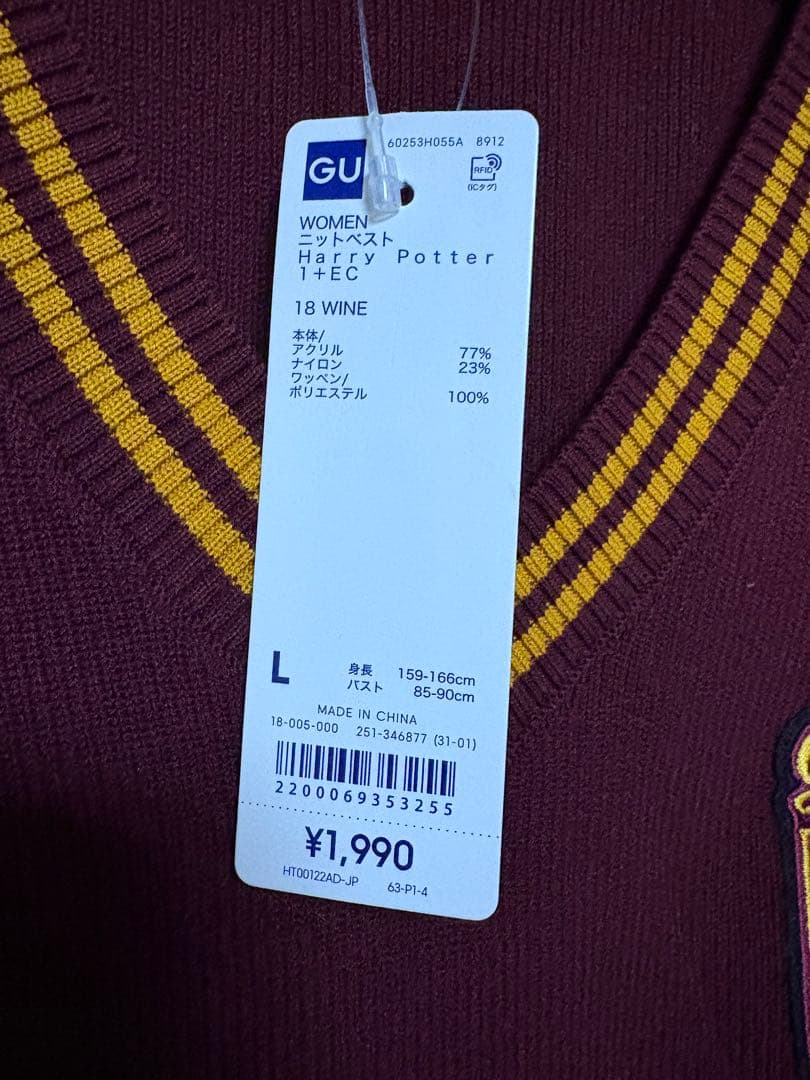 GU
60253H055A 8912
RFID
(ICタグ)
WOMEN
ニットベスト
Harry Potter
1+EC
18 WINE
本体/
アクリル 77%
ナイロン 23%
ワッペン/
ポリエステル 100%
L 身長 159-166cm
バスト 85-90cm
MADE IN CHINA
18-005-000 251-346877 (31-01)
2200069353255
¥1,990
HT00122AD-JP 63-P1-4